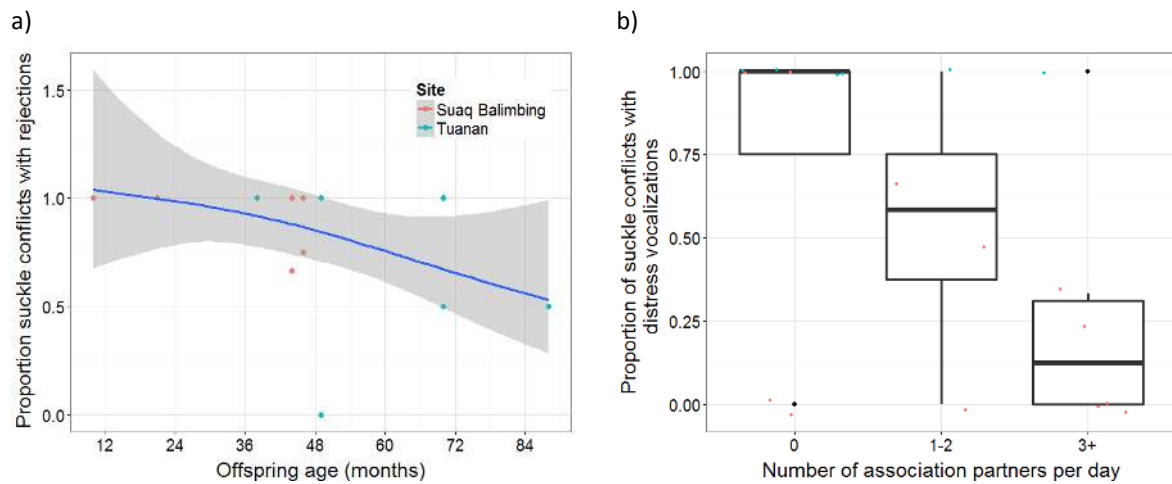 a)
Proportion suckle conflicts with rejections
1.5
1.0
0.5
0.0
Site
Suaq Balimbing
Tuanan
12 24 36 48 60 72 84
Offspring age (months)
b)
Proportion of suckle conflicts with
distress vocalizations
1.00
0.75
0.50
0.25
0.00
0 1-2 3+
Number of association partners per day